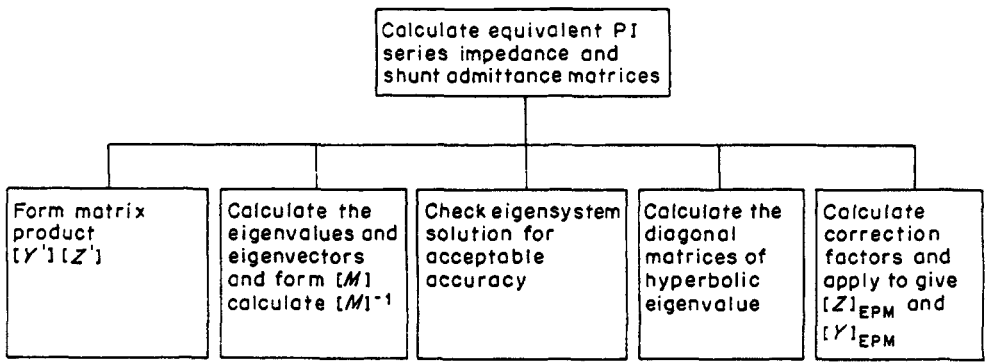 Calculate equivalent PI
series impedance and
shunt admittance matrices
Form matrix
product
[Y'] [Z']
Calculate the
eigenvalues and
eigenvectors
and form [M]
calculate [M]⁻¹
Check eigensystem
solution for
acceptable
accuracy
Calculate the
diagonal
matrices of
hyperbolic
eigenvalue
Calculate
correction
factors and
apply to give
[Z]EPM and
[Y]EPM